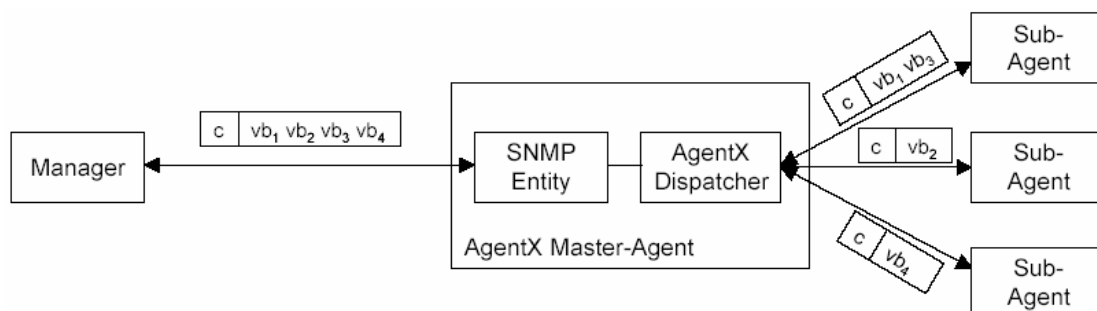 Manager
c vb1 vb2 vb3 vb4
SNMP
Entity
AgentX
Dispatcher
AgentX Master-Agent
c vb1 vb3
c vb2
c vb4
Sub-
Agent
Sub-
Agent
Sub-
Agent